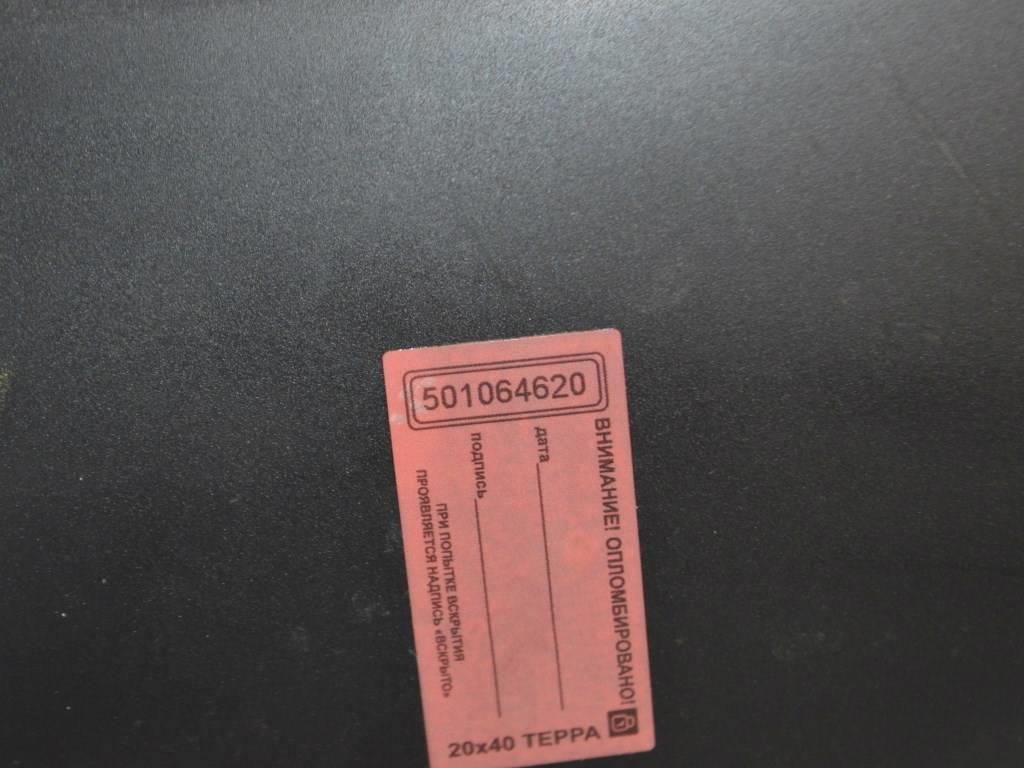 501064620
ВНИМАНИЕ! ОПЛОМБИРОВАНО!
дата
подпись
ПРИ ПОПЫТКЕ ВСКРЫТИЯ
ПРОЯВЛЯЕТСЯ НАДПИСЬ «ВСКРЫТО»
20х40 ТЕРРА